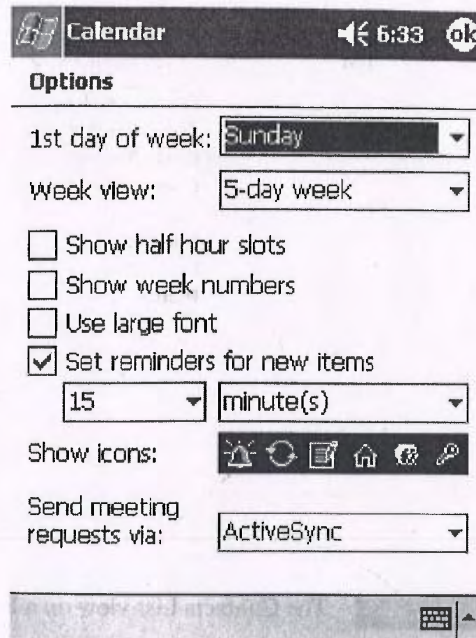 Calendar 6:33 ok
Options
1st day of week: Sunday
Week view: 5-day week
Show half hour slots
Show week numbers
Use large font
Set reminders for new items
15 minute(s)
Show icons:
Send meeting
requests via: ActiveSync